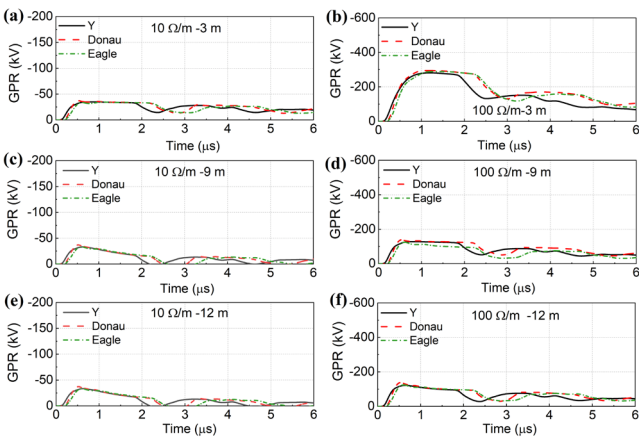 (a)
-200
-150
-100
-50
0
GPR (kV)
Y
Donau
Eagle
10 Ω/m -3 m
0 1 2 3 4 5 6
Time (μs)
(b)
-600
-400
-200
0
GPR (kV)
Y
Donau
Eagle
100 Ω/m-3 m
0 1 2 3 4 5 6
Time (μs)
(c)
-200
-150
-100
-50
0
GPR (kV)
Y
Donau
Eagle
10 Ω/m -9 m
0 1 2 3 4 5 6
Time (μs)
(d)
-600
-400
-200
0
GPR (kV)
Y
Donau
Eagle
100 Ω/m -9 m
0 1 2 3 4 5 6
Time (μs)
(e)
-200
-150
-100
-50
0
GPR (kV)
Y
Donau
Eagle
10 Ω/m -12 m
0 1 2 3 4 5 6
Time (μs)
(f)
-600
-400
-200
0
GPR (kV)
Y
Donau
Eagle
100 Ω/m -12 m
0 1 2 3 4 5 6
Time (μs)